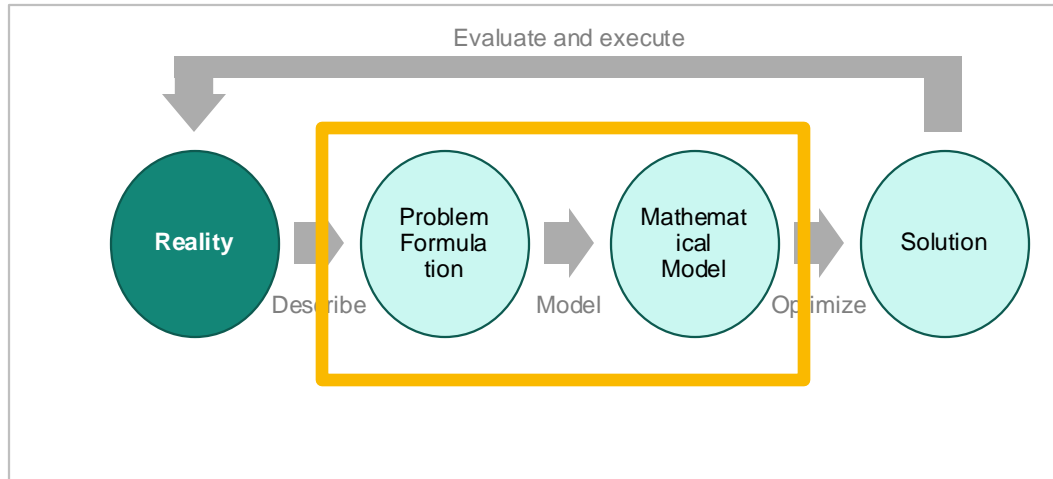 Evaluate and execute
Reality
Describe
Problem
Formula
tion
Model
Mathemat
ical
Model
Optimize
Solution